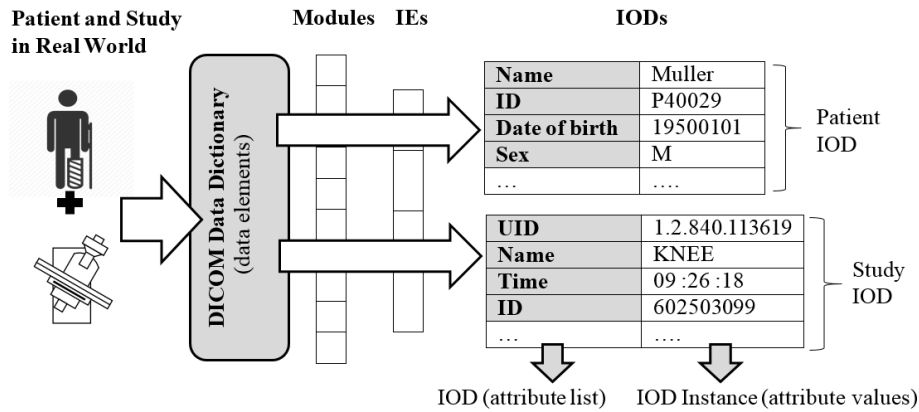 Patient and Study
in Real World
Modules
IEs
IODs
DICOM Data Dictionary
(data elements)
Name Muller
ID P40029
Date of birth 19500101
Sex M
… ….
Patient
IOD
UID 1.2.840.113619
Name KNEE
Time 09 :26 :18
ID 602503099
… ….
Study
IOD
IOD (attribute list)
IOD Instance (attribute values)